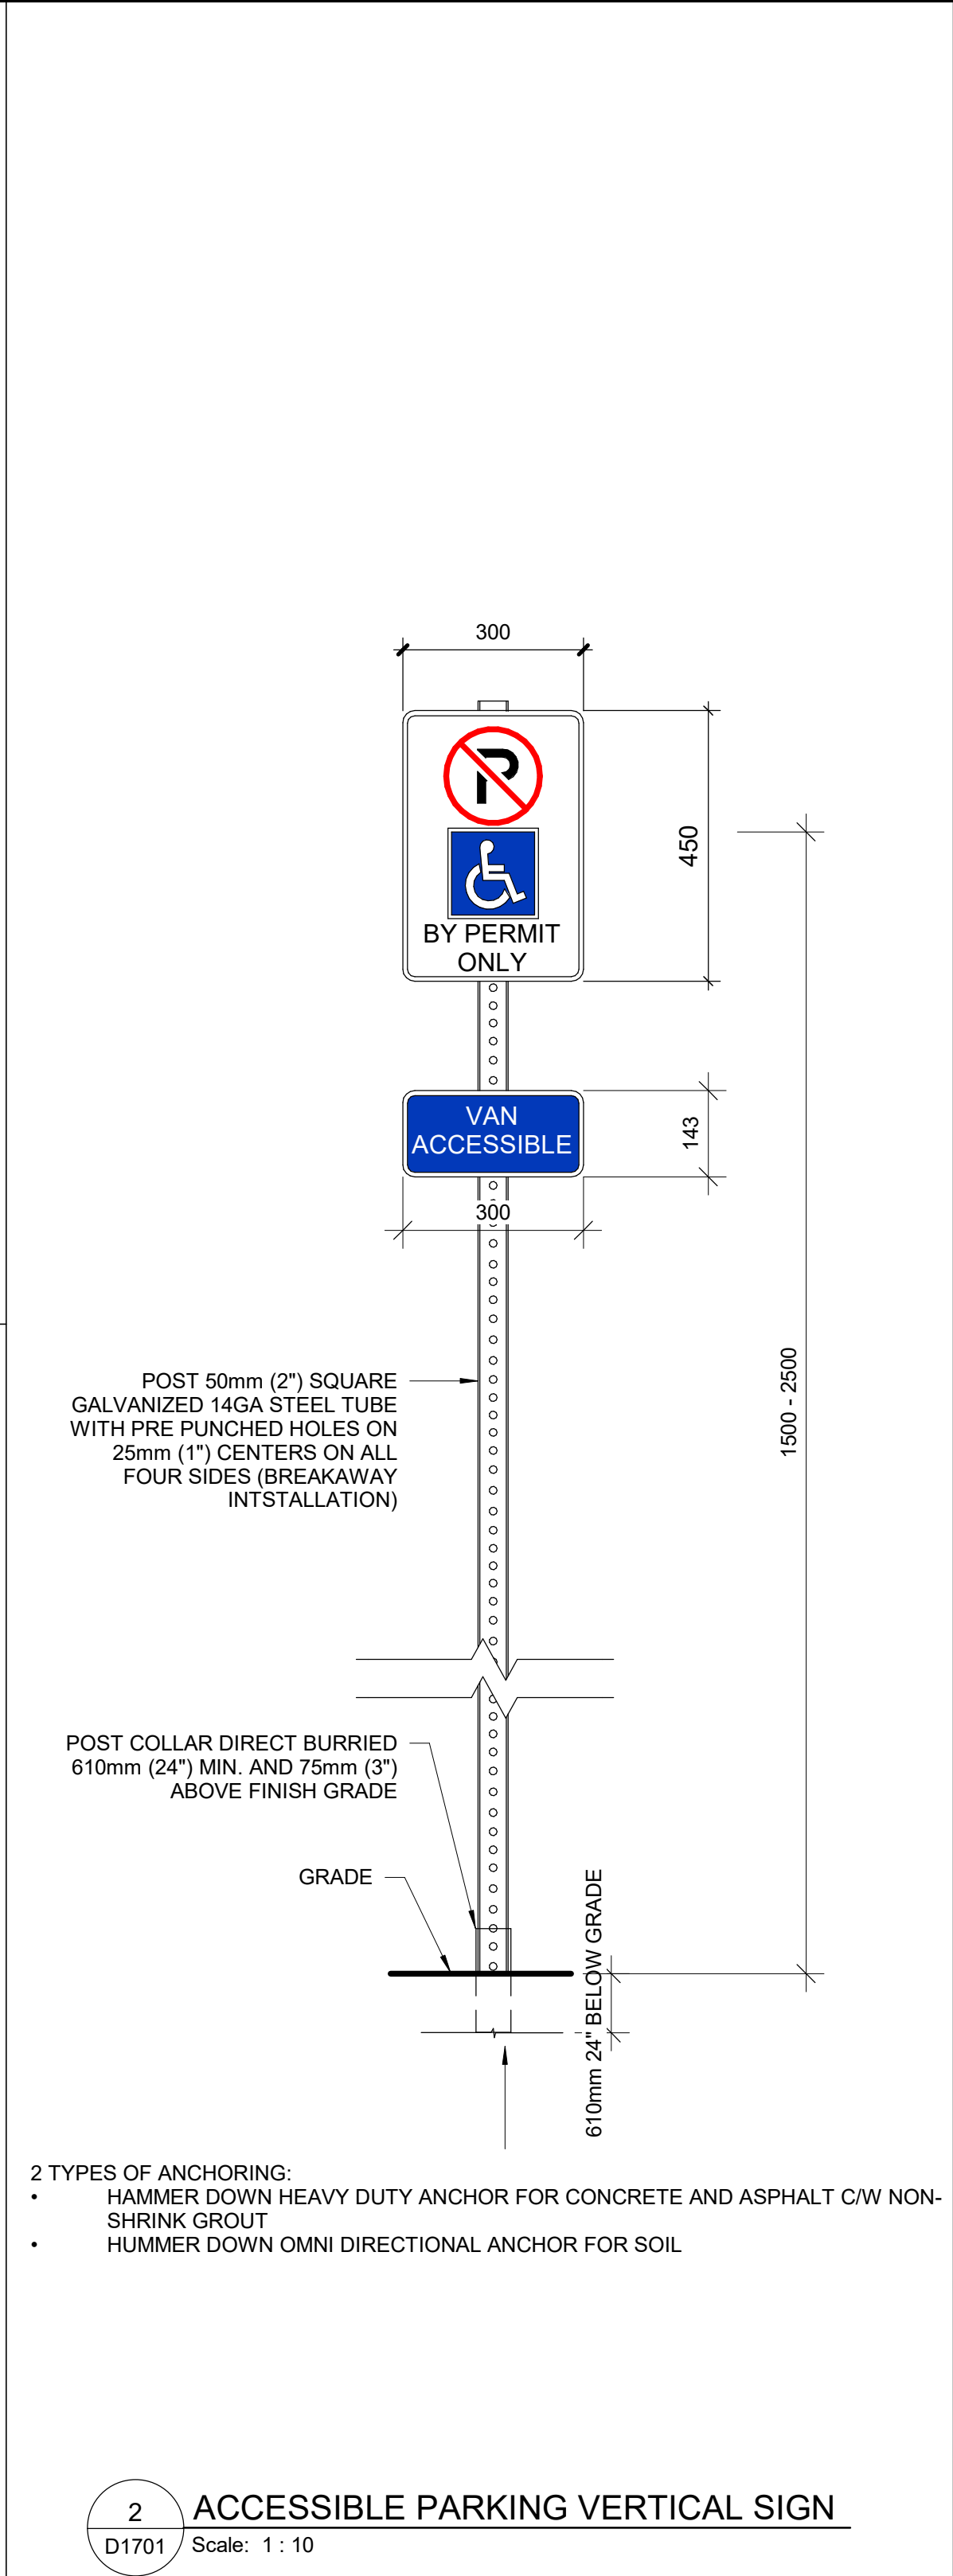 300
450
BY PERMIT
ONLY
VAN
ACCESSIBLE
143
300
POST 50mm (2") SQUARE
GALVANIZED 14GA STEEL TUBE
WITH PRE PUNCHED HOLES ON
25mm (1") CENTERS ON ALL
FOUR SIDES (BREAKAWAY
INTSTALLATION)
1500 - 2500
POST COLLAR DIRECT BURRIED
610mm (24") MIN. AND 75mm (3")
ABOVE FINISH GRADE
GRADE
610mm 24" BELOW GRADE
2 TYPES OF ANCHORING:
• HAMMER DOWN HEAVY DUTY ANCHOR FOR CONCRETE AND ASPHALT C/W NON-
SHRINK GROUT
• HUMMER DOWN OMNI DIRECTIONAL ANCHOR FOR SOIL
2
D1701
ACCESSIBLE PARKING VERTICAL SIGN
Scale: 1 : 10